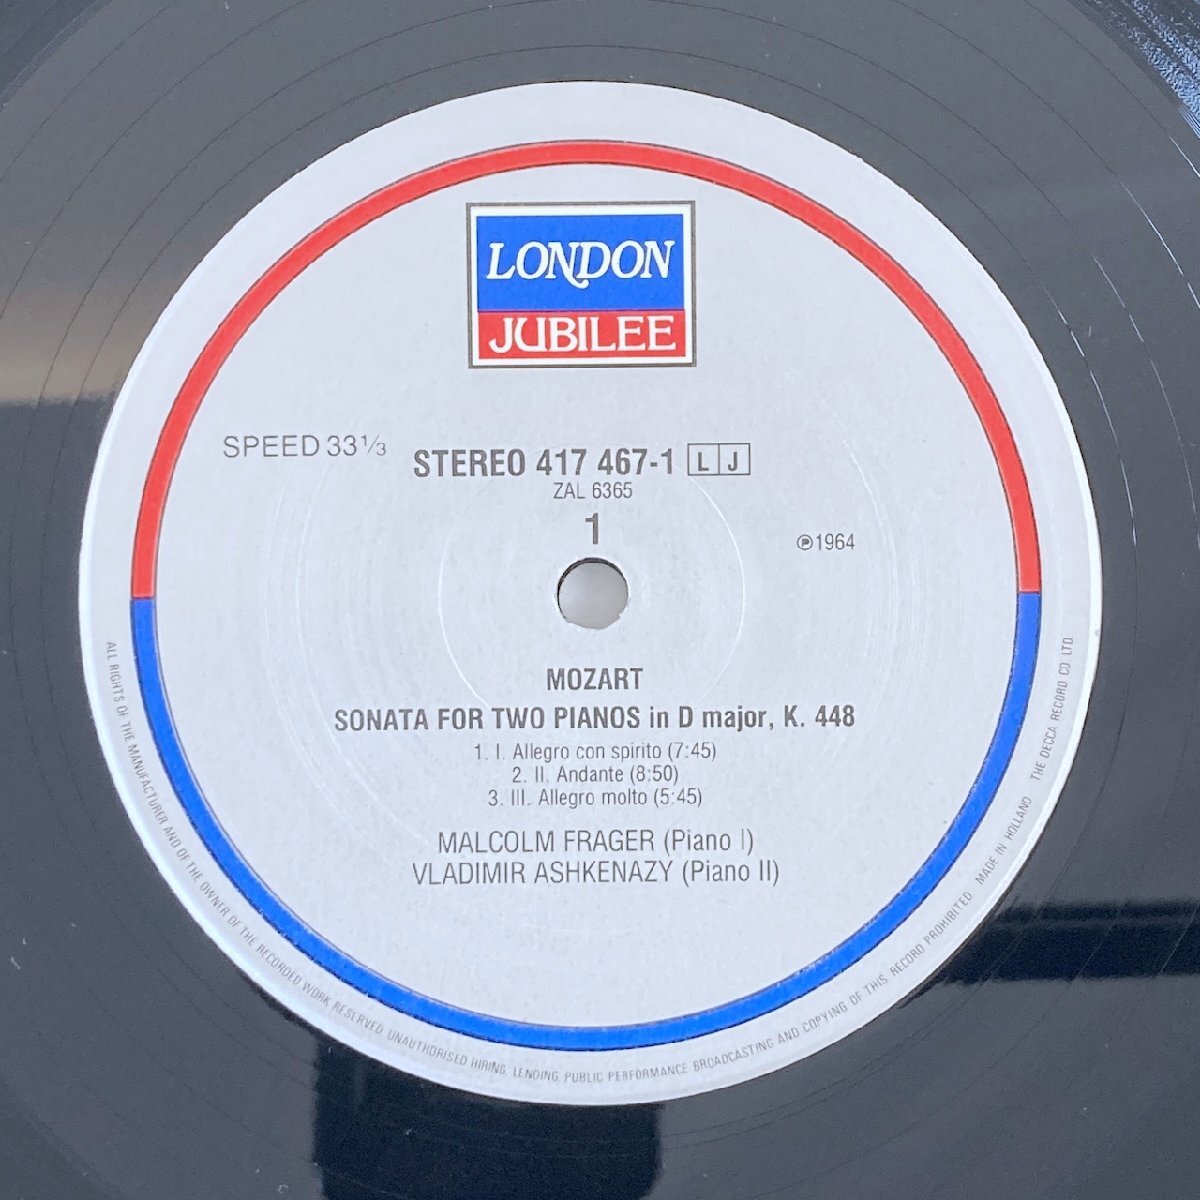 LONDON
JUBILEE
SPEED 33⅓
STEREO 417 467-1 L J
ZAL 6365
1
℗1964
MOZART
SONATA FOR TWO PIANOS in D major, K. 448
1. I. Allegro con spirito (7:45)
2. II. Andante (8:50)
3. III. Allegro molto (5:45)
MALCOLM FRAGER (Piano I)
VLADIMIR ASHKENAZY (Piano II)
ALL RIGHTS OF THE MANUFACTURER AND OF THE OWNER OF THE RECORDED WORK RESERVED UNAUTHORISED HIRING, LENDING, PUBLIC PERFORMANCE BROADCASTING AND COPYING OF THIS RECORD PROHIBITED MADE IN HOLLAND THE DECCA RECORD CO. LTD